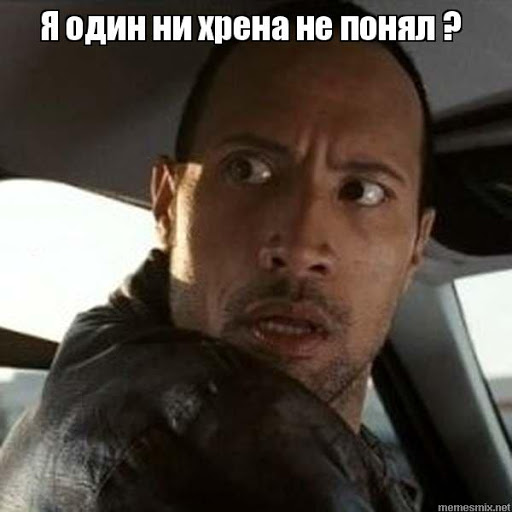 Я один ни хрена не понял ?
memesmix.net